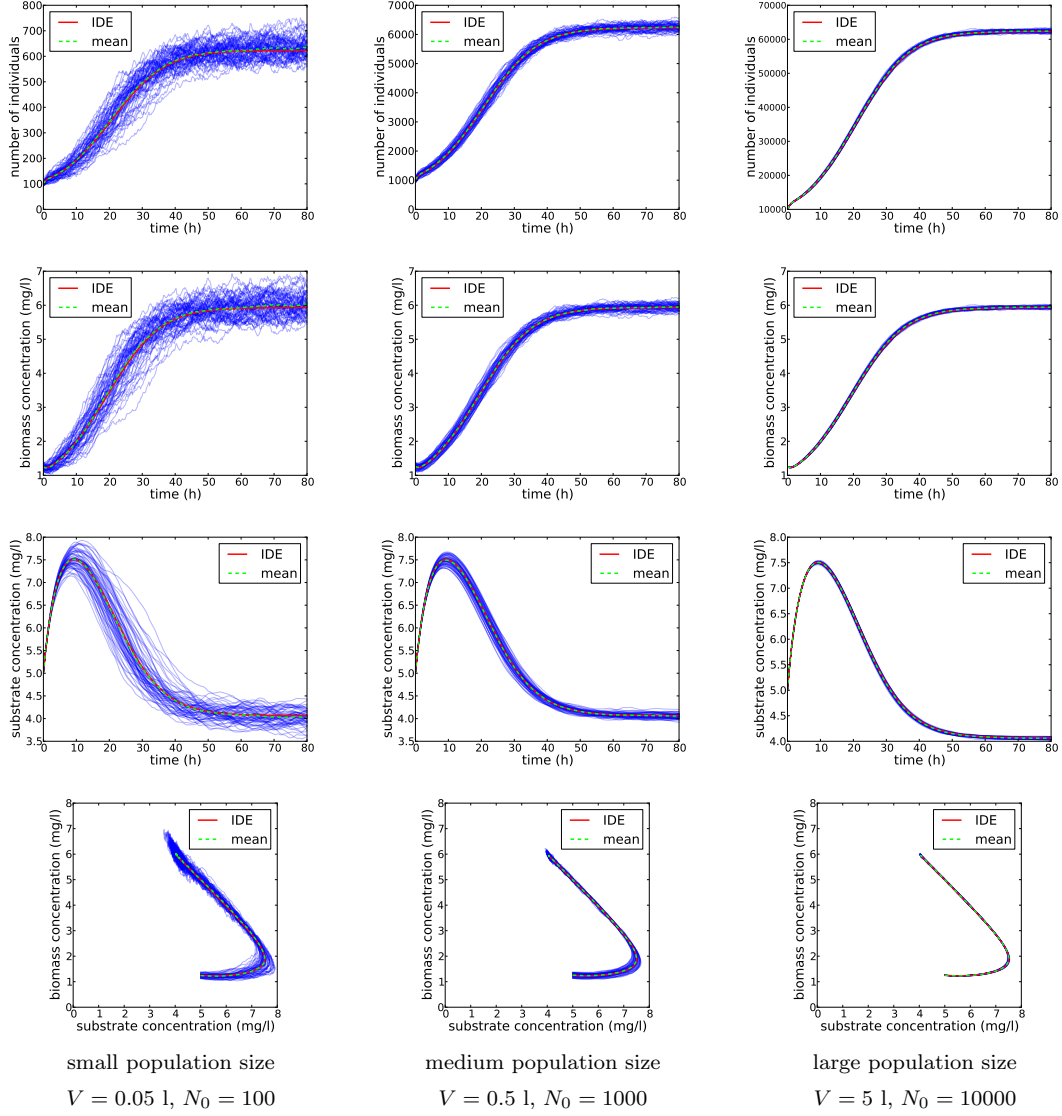 800
700
600
500
400
300
200
100
0
number of individuals
IDE
mean
0 10 20 30 40 50 60 70 80
time (h)
7000
6000
5000
4000
3000
2000
1000
0
number of individuals
IDE
mean
0 10 20 30 40 50 60 70 80
time (h)
70000
60000
50000
40000
30000
20000
10000
number of individuals
IDE
mean
0 10 20 30 40 50 60 70 80
time (h)
7
6
5
4
3
2
1
biomass concentration (mg/l)
IDE
mean
0 10 20 30 40 50 60 70 80
time (h)
7
6
5
4
3
2
1
biomass concentration (mg/l)
IDE
mean
0 10 20 30 40 50 60 70 80
time (h)
7
6
5
4
3
2
1
biomass concentration (mg/l)
IDE
mean
0 10 20 30 40 50 60 70 80
time (h)
8.0
7.5
7.0
6.5
6.0
5.5
5.0
4.5
4.0
3.5
substrate concentration (mg/l)
IDE
mean
0 10 20 30 40 50 60 70 80
time (h)
8.0
7.5
7.0
6.5
6.0
5.5
5.0
4.5
4.0
3.5
substrate concentration (mg/l)
IDE
mean
0 10 20 30 40 50 60 70 80
time (h)
8.0
7.5
7.0
6.5
6.0
5.5
5.0
4.5
4.0
substrate concentration (mg/l)
IDE
mean
0 10 20 30 40 50 60 70 80
time (h)
8
7
6
5
4
3
2
1
0
biomass concentration (mg/l)
IDE
mean
0 1 2 3 4 5 6 7 8
substrate concentration (mg/l)
8
7
6
5
4
3
2
1
0
biomass concentration (mg/l)
IDE
mean
0 1 2 3 4 5 6 7 8
substrate concentration (mg/l)
8
7
6
5
4
3
2
1
0
biomass concentration (mg/l)
IDE
mean
0 1 2 3 4 5 6 7 8
substrate concentration (mg/l)
small population size
V = 0.05 l, N₀ = 100
medium population size
V = 0.5 l, N₀ = 1000
large population size
V = 5 l, N₀ = 10000